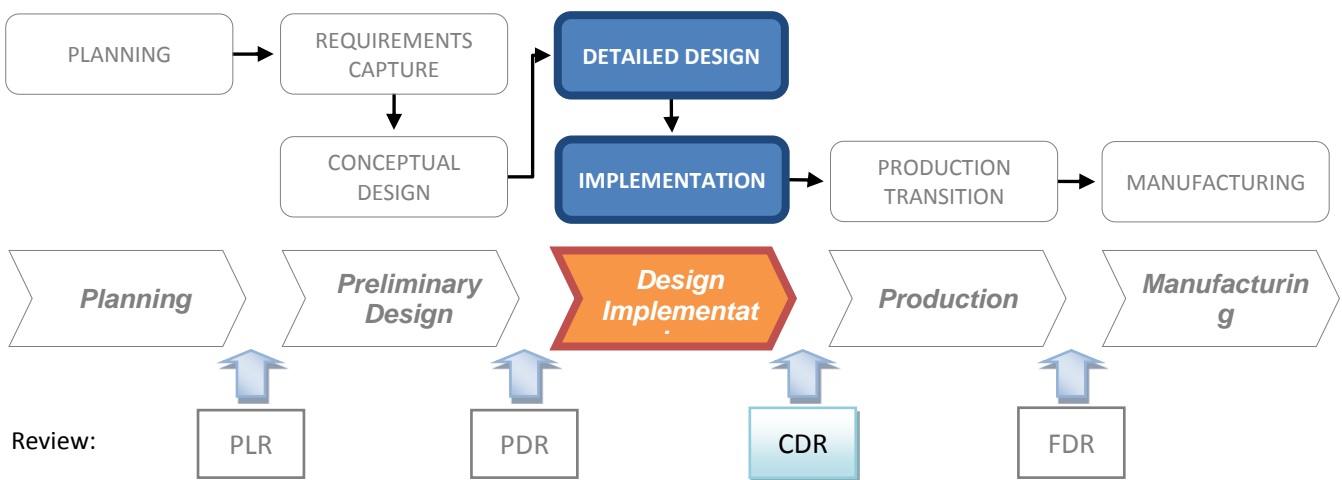 PLANNING
REQUIREMENTS
CAPTURE
DETAILED DESIGN
CONCEPTUAL
DESIGN
IMPLEMENTATION
PRODUCTION
TRANSITION
MANUFACTURING
Planning
Preliminary
Design
Design
Implementati
Production
Manufacturin
g
Review:
PLR
PDR
CDR
FDR